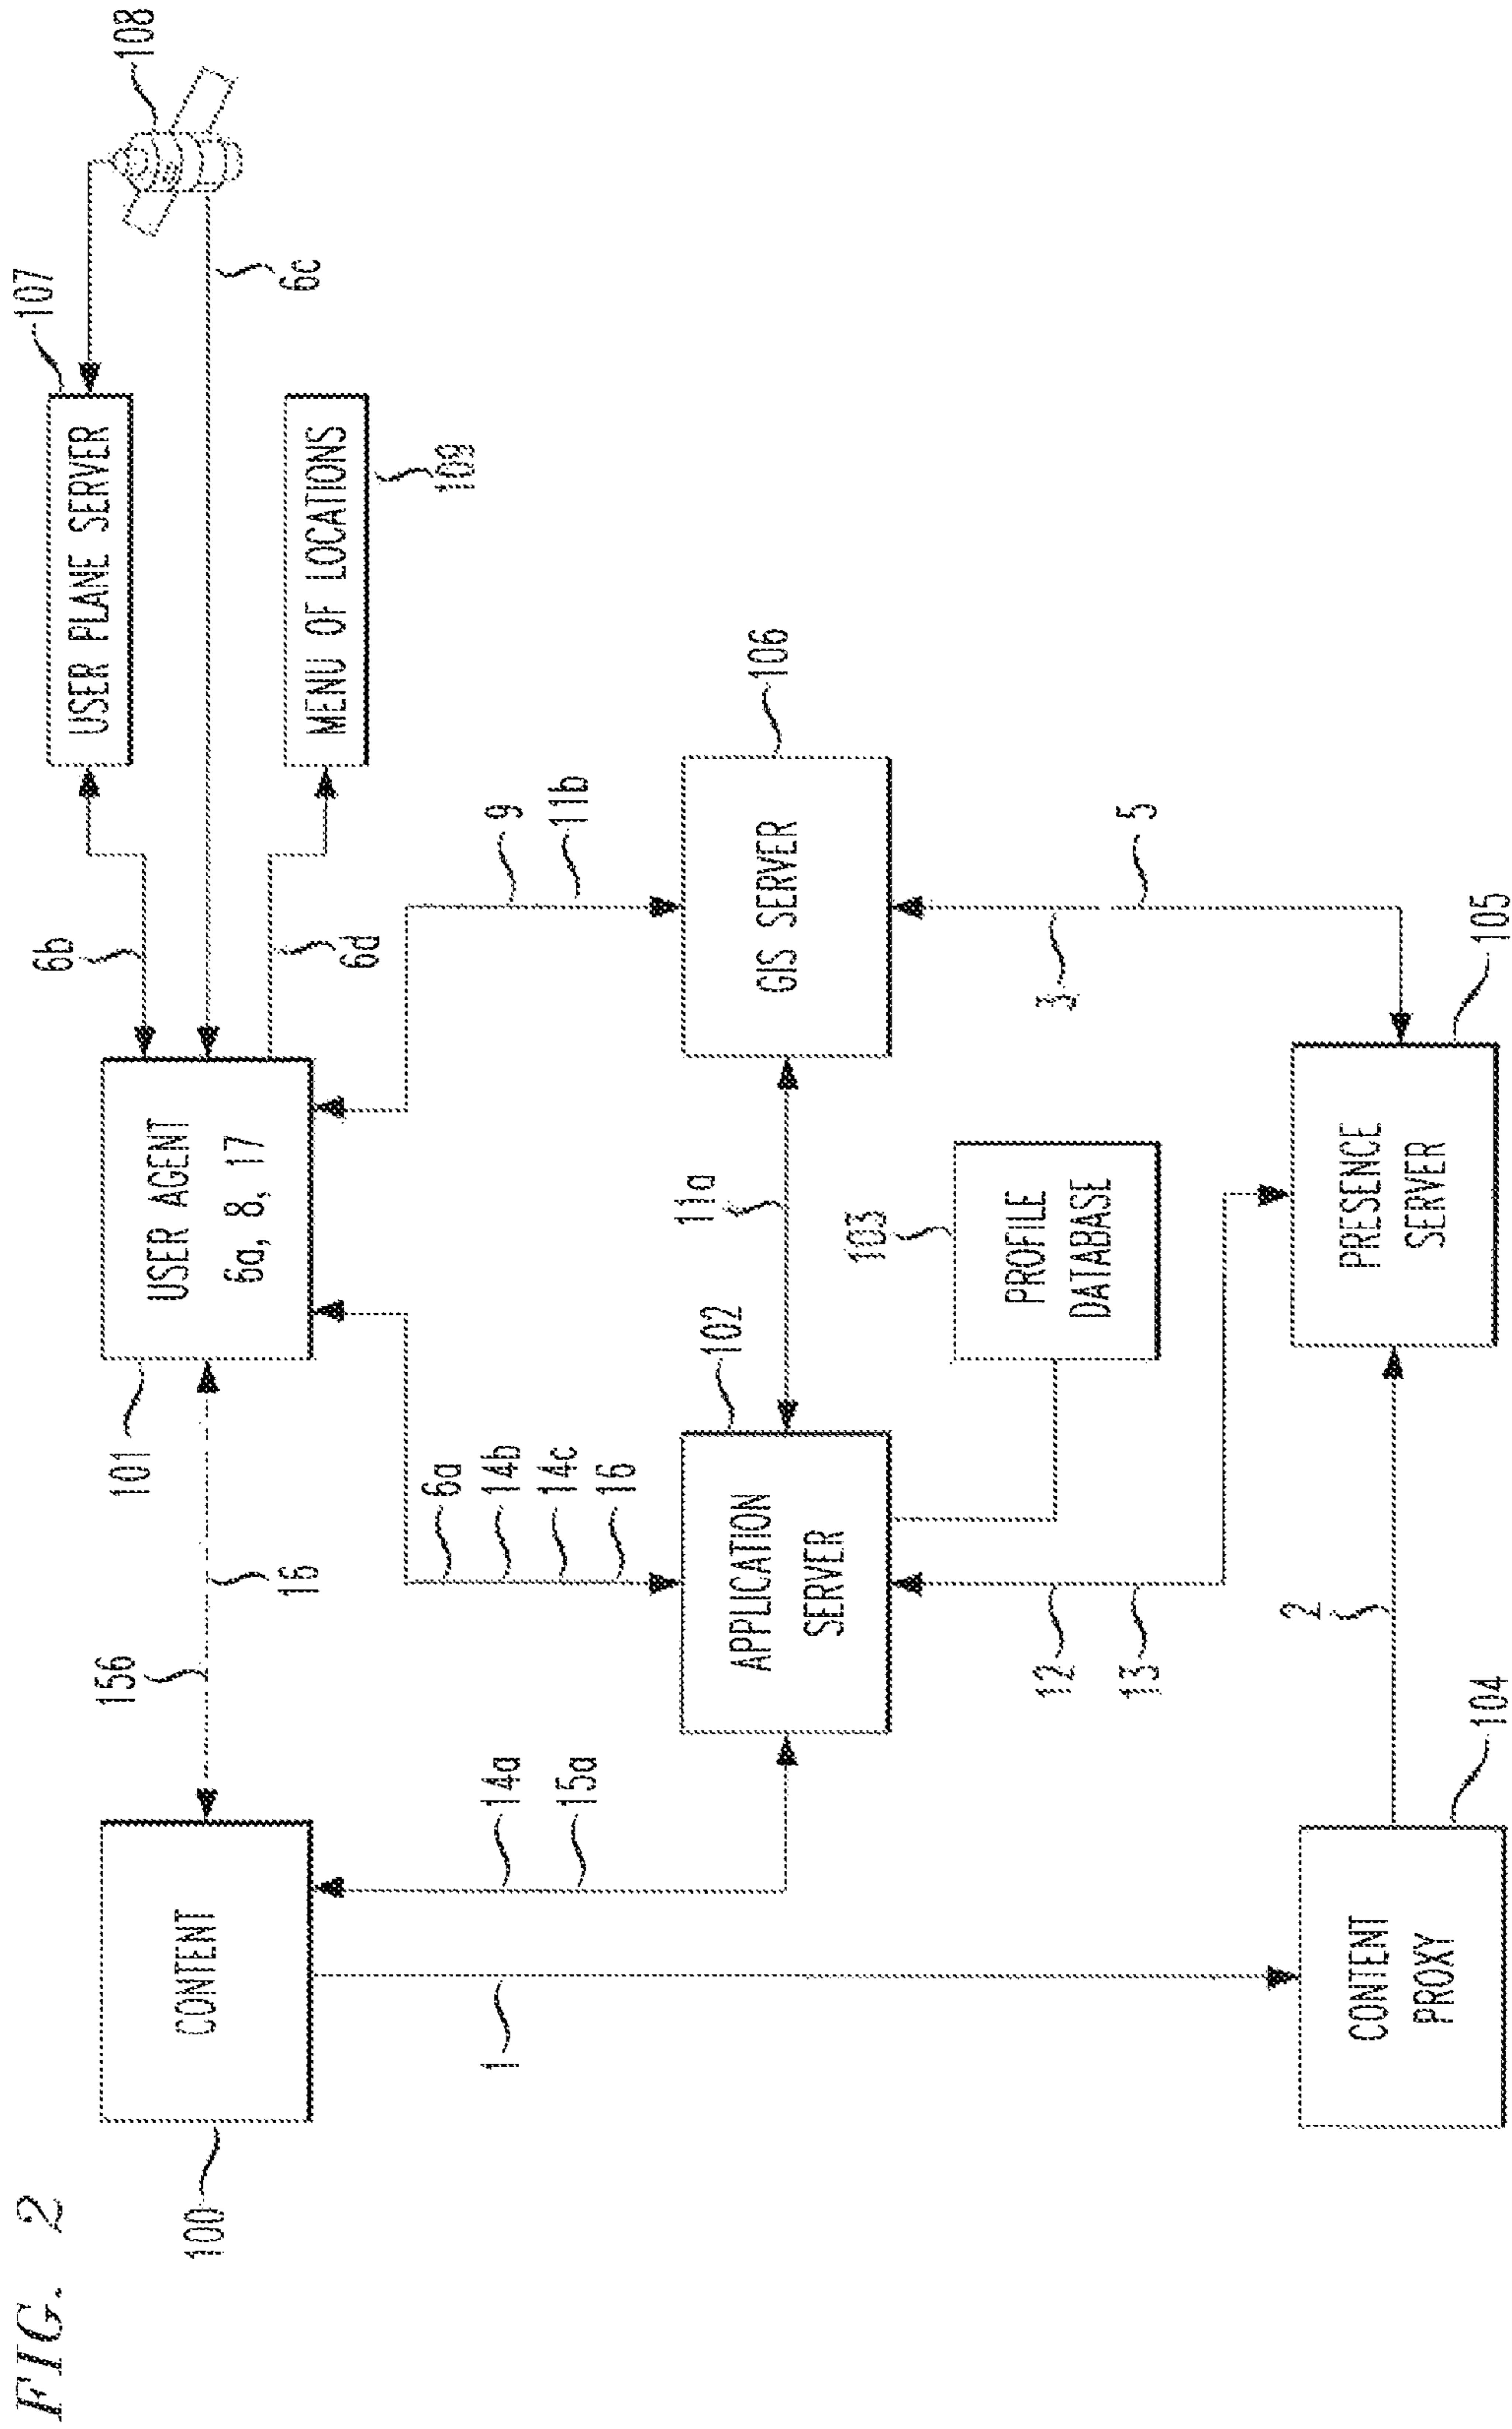 FIG. 2
100
CONTENT
156
16
101
USER AGENT
6a, 8, 17
6b
6d
USER PLANE SERVER
107
MENU OF LOCATIONS
109
6c
108
1
14a
15a
6a
14b
14c
16
9
11b
APPLICATION
SERVER
102
11a
GIS SERVER
106
103
PROFILE
DATABASE
12
13
3
5
CONTENT
PROXY
104
2
PRESENCE
SERVER
105